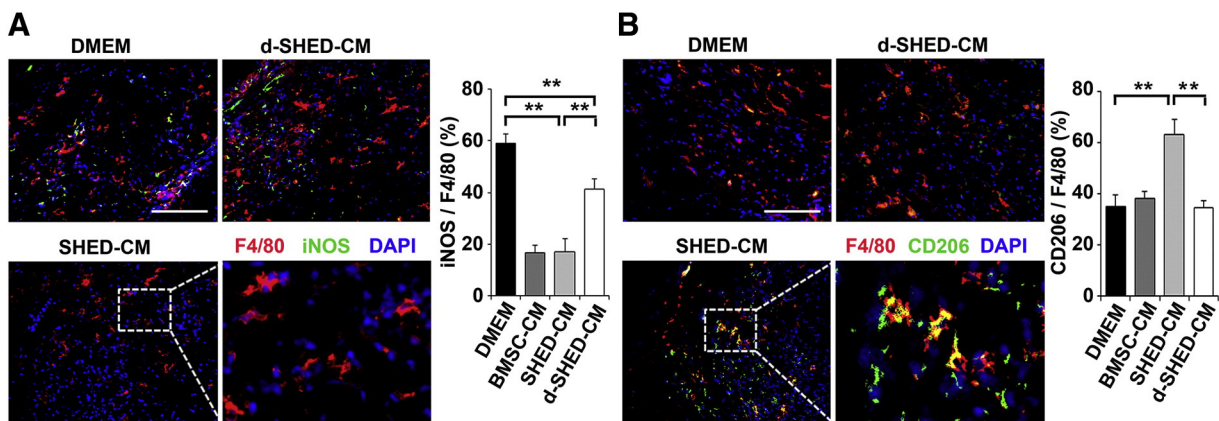 A
DMEM
d-SHED-CM
SHED-CM
F4/80 iNOS DAPI
iNOS / F4/80 (%)
80
60
40
20
0
**
**
**
DMEM
BMSC-CM
SHED-CM
d-SHED-CM
B
DMEM
d-SHED-CM
SHED-CM
F4/80 CD206 DAPI
CD206 / F4/80 (%)
80
60
40
20
0
**
**
DMEM
BMSC-CM
SHED-CM
d-SHED-CM